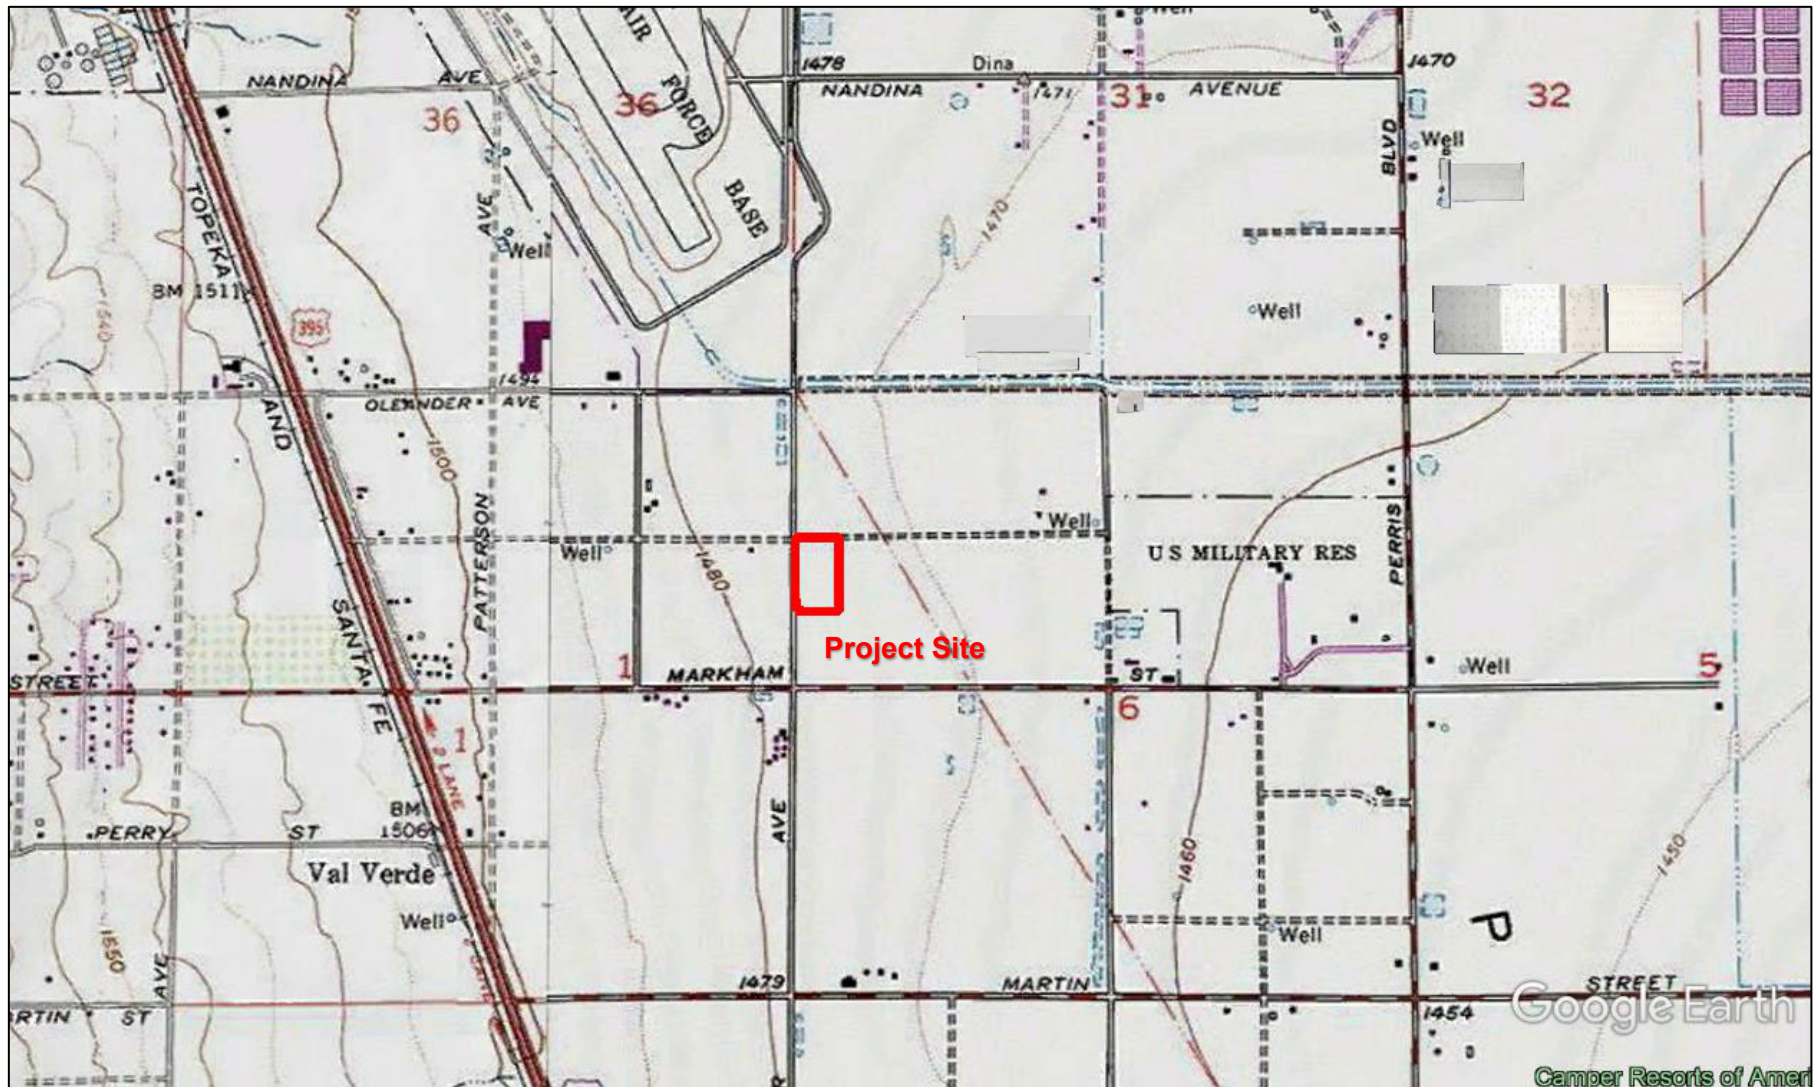 AIR
FORCE
BASE
Well
1478
Dina
1470
NANDINA AVE
NANDINA
1471
31
AVENUE
32
36
36
BLVD
Well
TOPEKA
AVE
Well
1470
BM 1511
1540
395
Well
1494
OLEANDER AVE
AND
1500
PATTERSON
Well
Well
1480
U S MILITARY RES
PERRIS
SANTA
Project Site
STREET
1
MARKHAM
ST
Well
5
FE
6
1
2 LANE
BM
1506
PERRY ST
AVE
Val Verde
1460
1450
Well
Well
P
1550
AVE
1479
MARTIN
STREET
RTIN ST
1454
Google Earth
Camper Resorts of Ameri